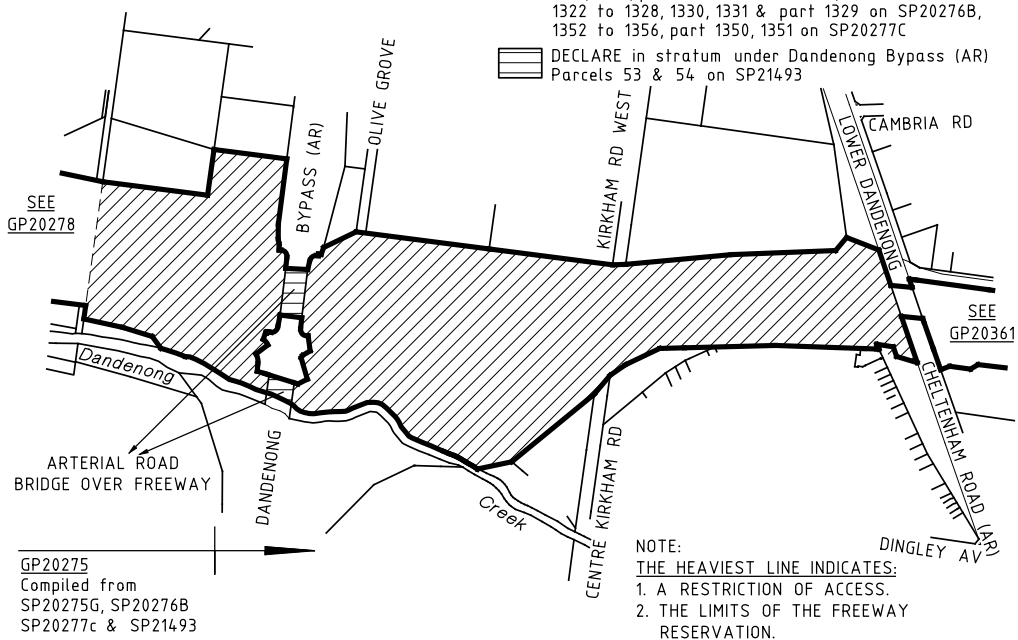 1322 to 1328, 1330, 1331 & part 1329 on SP20276B,
1352 to 1356, part 1350, 1351 on SP20277C
DECLARE in stratum under Dandenong Bypass (AR)
Parcels 53 & 54 on SP21493
OLIVE GROVE
BYPASS (AR)
KIRKHAM RD WEST
LOWER DANDENONG
CAMBRIA RD
SEE
GP20278
SEE
GP20361
Dandenong
ARTERIAL ROAD
BRIDGE OVER FREEWAY
DANDENONG
Creek
CENTRE KIRKHAM RD
CHELTENHAM ROAD (AR)
DINGLEY AV
GP20275
Compiled from
SP20275G, SP20276B
SP20277c & SP21493
NOTE:
THE HEAVIEST LINE INDICATES:
1. A RESTRICTION OF ACCESS.
2. THE LIMITS OF THE FREEWAY
RESERVATION.